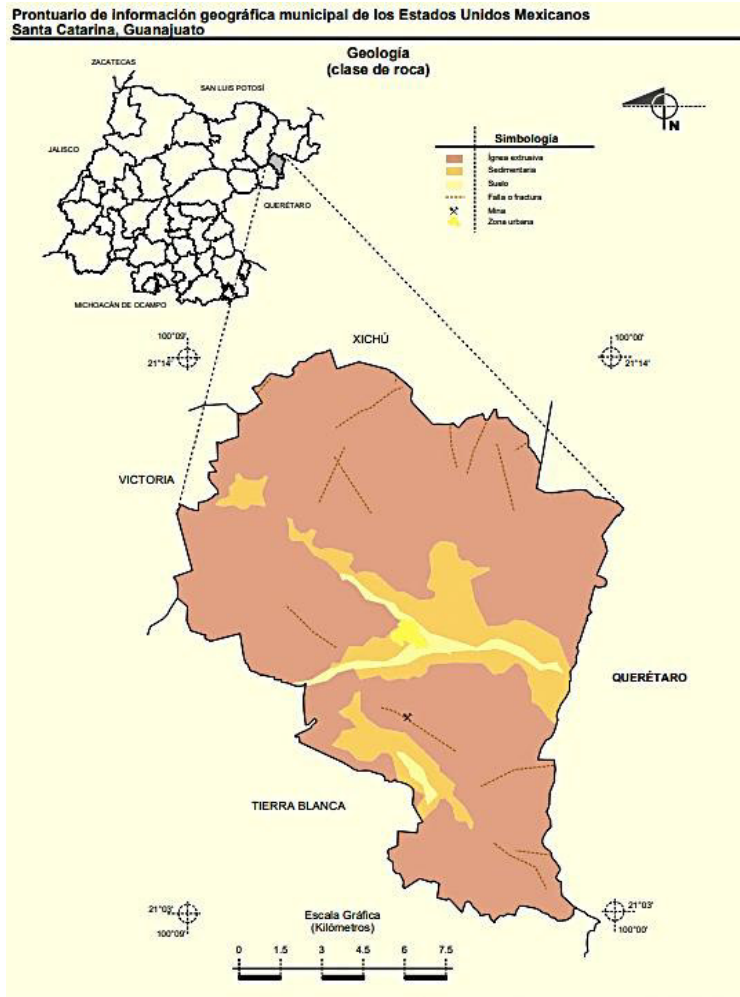 Prontuario de información geográfica municipal de los Estados Unidos Mexicanos
Santa Catarina, Guanajuato
Geología
(clase de roca)
ZACATECAS
SAN LUIS POTOSÍ
JALISCO
QUERÉTARO
MICHOACÁN DE OCAMPO
N
Simbología
Ígnea extrusiva
Sedimentaria
Suelo
Falla o fractura
Mina
Zona urbana
XICHÚ
100°09'
21°14'
100°00'
21°14'
VICTORIA
QUERÉTARO
TIERRA BLANCA
21°03'
100°09'
21°03'
100°00'
Escala Gráfica
(Kilómetros)
0 1.5 3 4.5 6 7.5